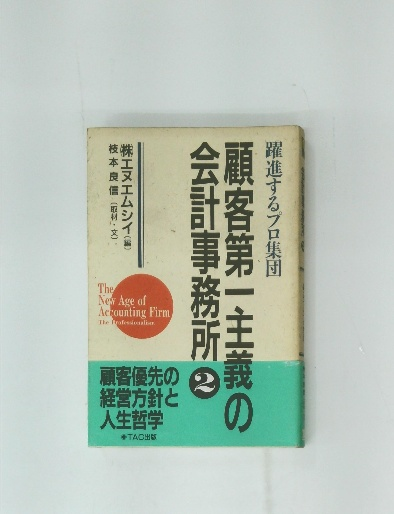 躍進するプロ集団
顧客第一主義の
会計事務所❷
㈱エヌエムシイ〈編〉
枝本良信〈取材・文〉
The
New Age of
Accounting Firm
The Professionalism
顧客優先の
経営方針と
人生哲学
●TAC出版